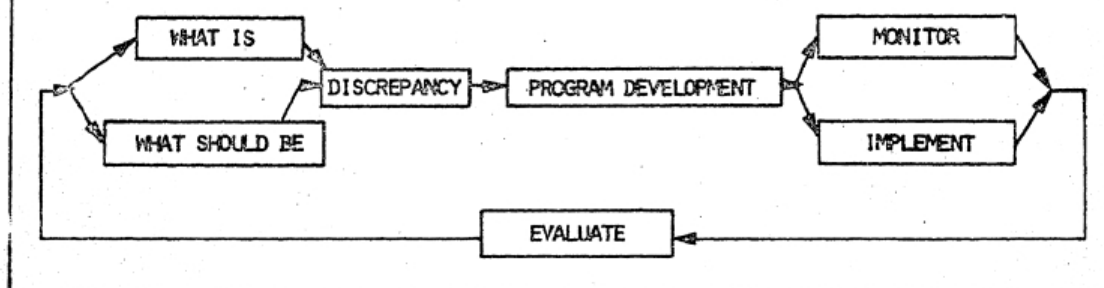 WHAT IS
MONITOR
DISCREPANCY
PROGRAM DEVELOPMENT
WHAT SHOULD BE
IMPLEMENT
EVALUATE